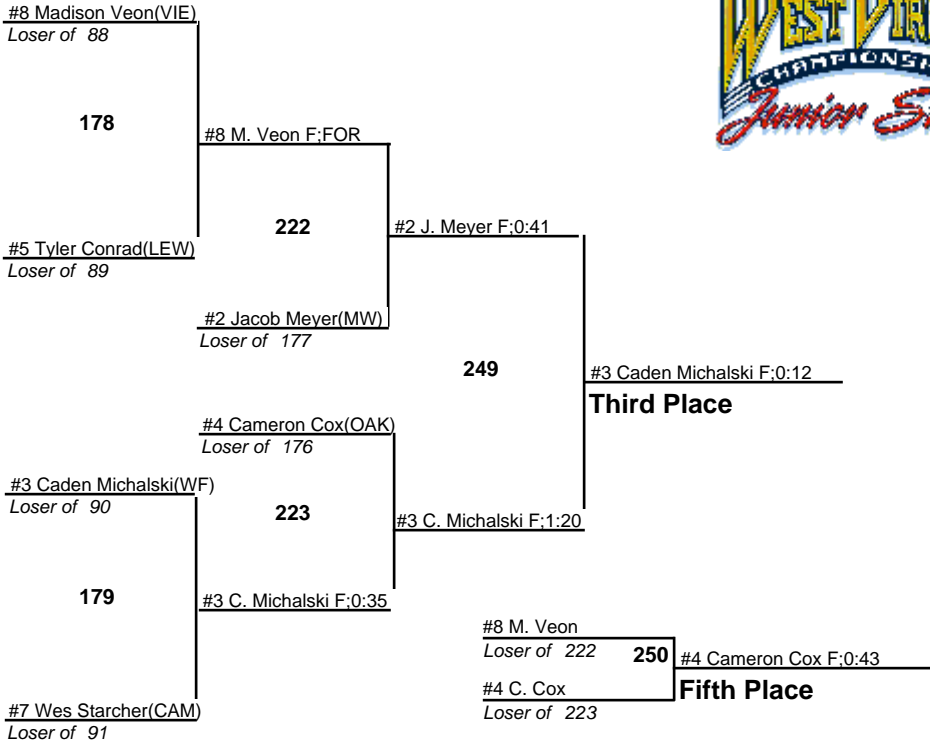 #8 Madison Veon(VIE)
Loser of 88
178
#8 M. Veon F;FOR
222
#2 J. Meyer F;0:41
#5 Tyler Conrad(LEW)
Loser of 89
#2 Jacob Meyer(MW)
Loser of 177
249
#3 Caden Michalski F;0:12
Third Place
#4 Cameron Cox(OAK)
Loser of 176
#3 Caden Michalski(WF)
Loser of 90
223
#3 C. Michalski F;1:20
179
#3 C. Michalski F;0:35
#7 Wes Starcher(CAM)
Loser of 91
#8 M. Veon
Loser of 222
250
#4 Cameron Cox F;0:43
Fifth Place
#4 C. Cox
Loser of 223
WEST VIR
CHAMPIONSH
Junior S